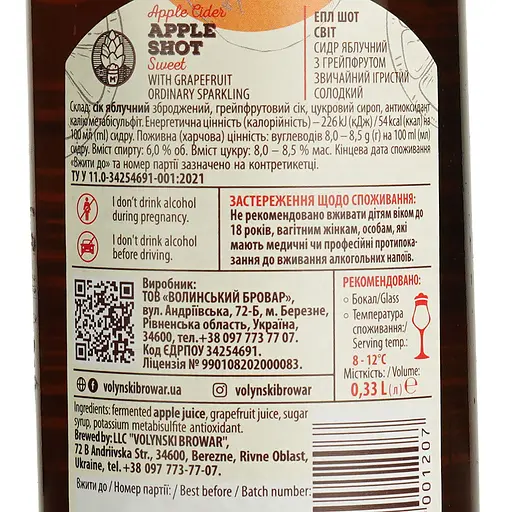 Apple Cider
APPLE
SHOT
Sweet
WITH GRAPEFRUIT
ORDINARY SPARKLING
ЕПЛ ШОТ
СВІТ
СИДР ЯБЛУЧНИЙ
З ГРЕЙПФРУТОМ
ЗВИЧАЙНИЙ ІГРИСТИЙ
СОЛОДКИЙ
Склад: сік яблучний зброджений, грейпфрутовий сік, цукровий сироп, антиоксидант
калію метабісульфіт. Енергетична цінність (калорійність) – 226 kJ (кДж) / 54 kcal (ккал) на
100 мл (ml) сидру. Поживна (харчова) цінність: вуглеводів 8,0 – 8,5 g (г) на 100 ml (мл)
сидру. Вміст спирту: 6,0 % об. Вміст цукру: 8,0 – 8,5 % мас. Кінцева дата споживання
«Вжити до» та номер партії зазначено на контретикетці.
ТУ У 11.0-34254691-001:2021
I don't drink alcohol
during pregnancy.
I don't drink alcohol
before driving.
ЗАСТЕРЕЖЕННЯ ЩОДО СПОЖИВАННЯ:
Не рекомендовано вживати дітям віком до
18 років, вагітним жінкам, особам, які
мають медичні чи професійні протипока-
зання до вживання алкогольних напоїв.
Виробник:
ТОВ «ВОЛИНСЬКИЙ БРОВАР»,
вул. Андріївська, 72-Б, м. Березне,
Рівненська область, Україна,
34600, тел.+38 097 773 77 07.
Код ЄДРПОУ 34254691.
Ліцензія № 990108202000083.
volynskibrowar.ua
volynskibrowar
РЕКОМЕНДОВАНО:
Бокал/Glass
Температура
споживання:/
Serving temp.:
8 - 12°C
Місткість: / Volume:
0,33 L (л) ℮
Ingredients: fermented apple juice, grapefruit juice, sugar
syrup, potassium metabisulfite antioxidant.
Brewed by: LLC "VOLYNSKI BROWAR",
72 B Andriivska Str., 34600, Berezne, Rivne Oblast,
Ukraine, tel. +38 097 773-77-07.
Вжити до / Номер партії: / Best before / Batch number:
001207